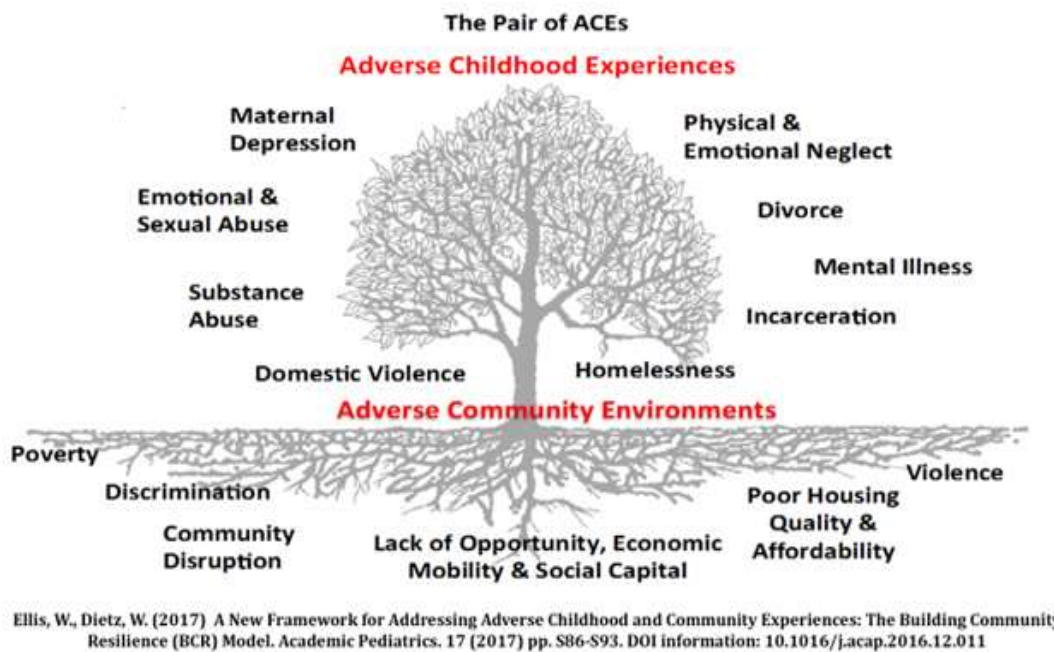 The Pair of ACEs
Adverse Childhood Experiences
Maternal
Depression
Physical &
Emotional Neglect
Emotional &
Sexual Abuse
Divorce
Mental Illness
Substance
Abuse
Incarceration
Domestic Violence
Homelessness
Adverse Community Environments
Poverty
Violence
Discrimination
Poor Housing
Quality &
Affordability
Community
Disruption
Lack of Opportunity, Economic
Mobility & Social Capital
Ellis, W., Dietz, W. (2017) A New Framework for Addressing Adverse Childhood and Community Experiences: The Building Community
Resilience (BCR) Model. Academic Pediatrics. 17 (2017) pp. S86-S93. DOI information: 10.1016/j.acap.2016.12.011